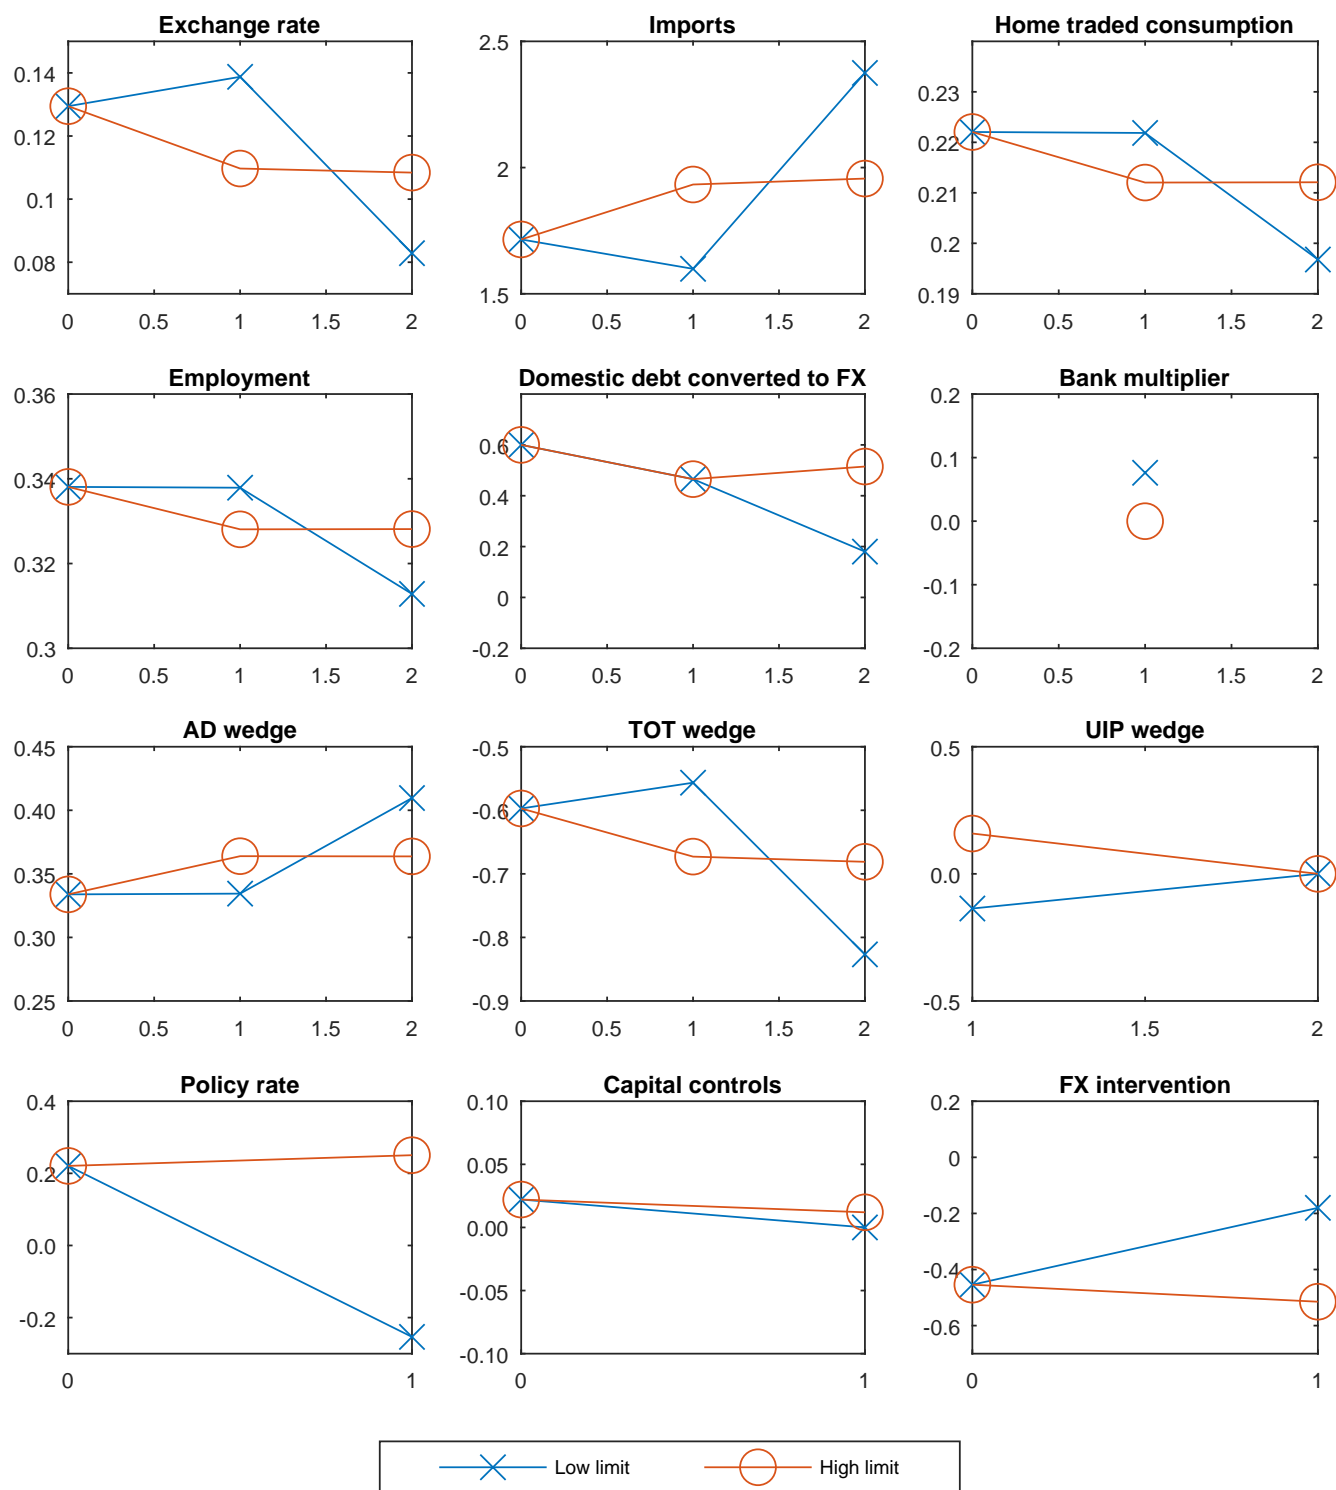 Exchange rate
0.14
0.12
0.1
0.08
0 0.5 1 1.5 2
Imports
2.5
2
1.5
0 0.5 1 1.5 2
Home traded consumption
0.23
0.22
0.21
0.2
0.19
0 0.5 1 1.5 2
Employment
0.36
0.34
0.32
0.3
0 0.5 1 1.5 2
Domestic debt converted to FX
0.6
0.4
0.2
0
-0.2
0 0.5 1 1.5 2
Bank multiplier
0.2
0.1
0.0
-0.1
-0.2
0 0.5 1 1.5 2
AD wedge
0.45
0.40
0.35
0.30
0.25
0 0.5 1 1.5 2
TOT wedge
-0.5
-0.6
-0.7
-0.8
-0.9
0 0.5 1 1.5 2
UIP wedge
0.5
0.0
-0.5
1 1.5 2
Policy rate
0.4
0.2
0.0
-0.2
0 1
Capital controls
0.10
0.05
0.00
-0.05
-0.10
0 1
FX intervention
0.2
0
-0.2
-0.4
-0.6
0 1
Low limit High limit